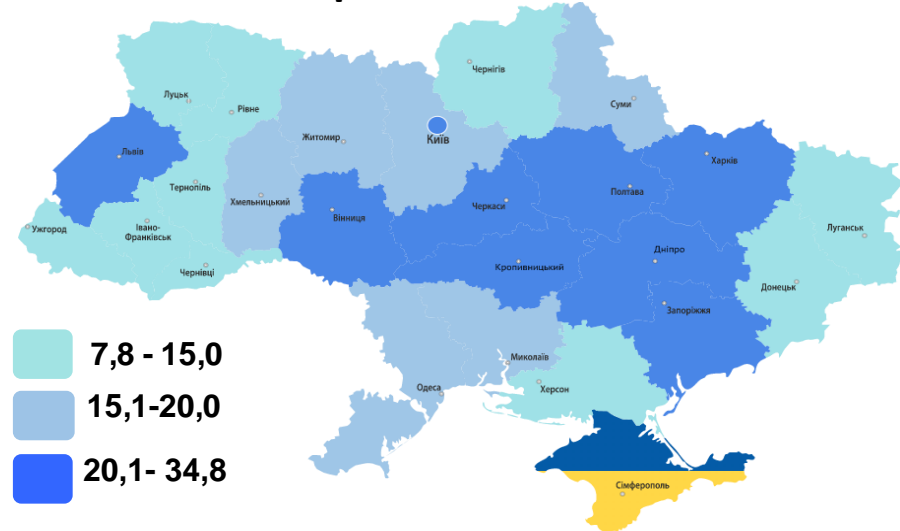 Чернігів
Луцьк
Рівне
Суми
Житомир
Київ
Львів
Харків
Тернопіль
Хмельницький
Полтава
Черкаси
Вінниця
Ужгород
Івано-
Франківськ
Луганськ
Дніпро
Чернівці
Кропивницький
Донецьк
Запоріжжя
Миколаїв
Одеса
Херсон
Сімферополь
7,8 - 15,0
15,1-20,0
20,1- 34,8